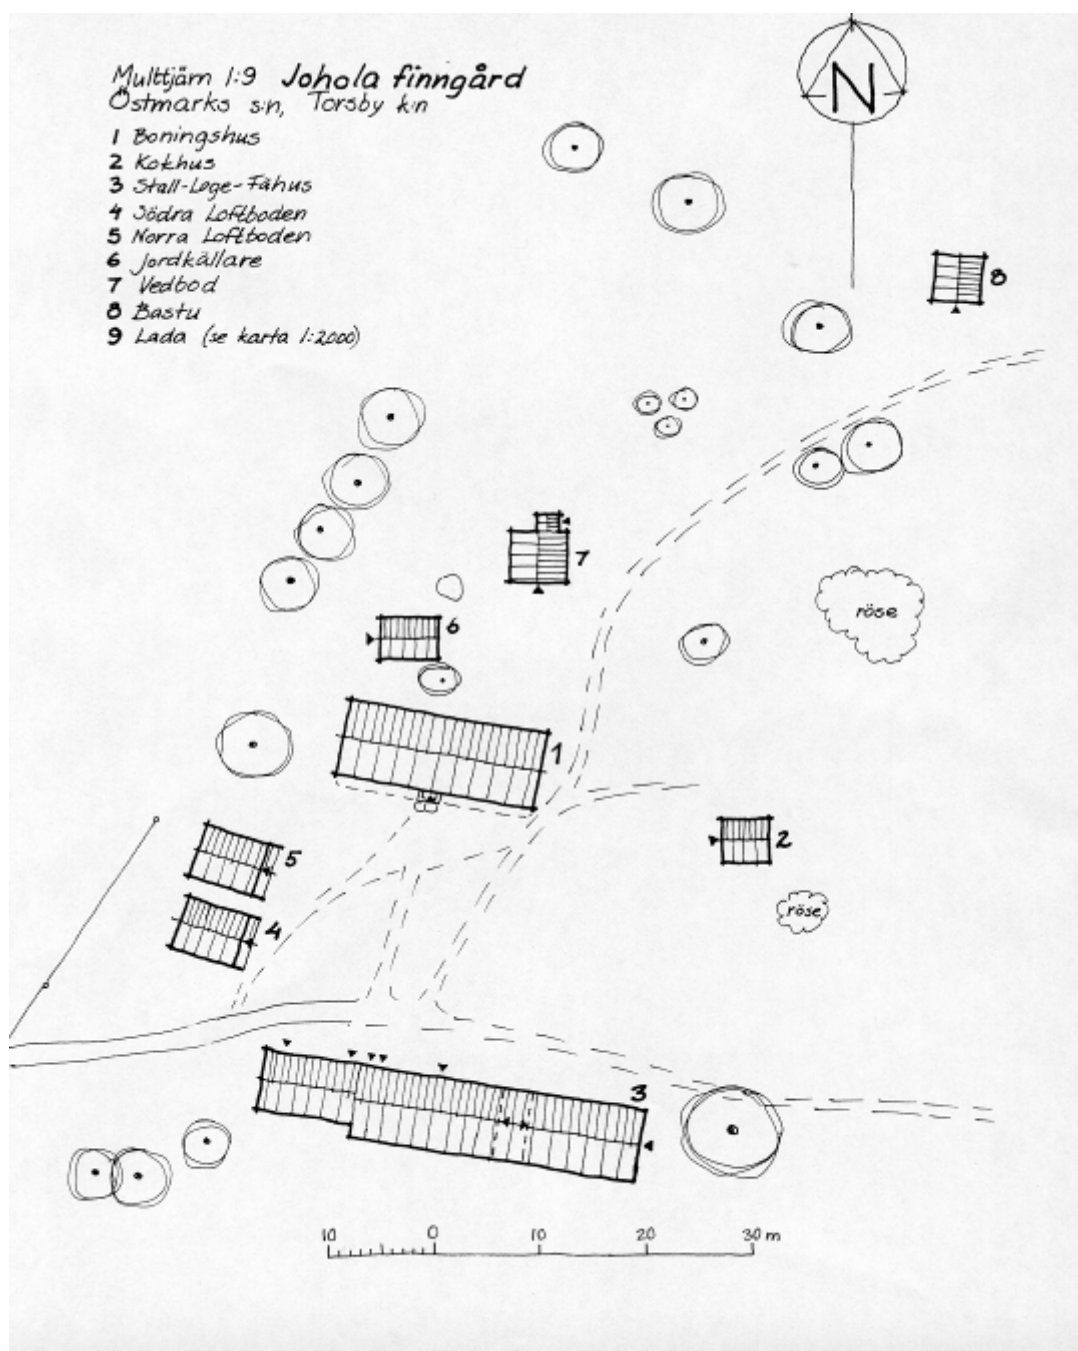 Multtjärn 1:9 Johola finngård
Östmarks s:n, Torsby k:n
1 Boningshus
2 Kokhus
3 Stall-Loge-Fähus
4 Södra Loftboden
5 Norra Loftboden
6 Jordkällare
7 Vedbod
8 Bastu
9 Lada (se karta 1:2000)
N
8
7
röse
6
1
2
5
röse
4
3
10 0 10 20 30 m